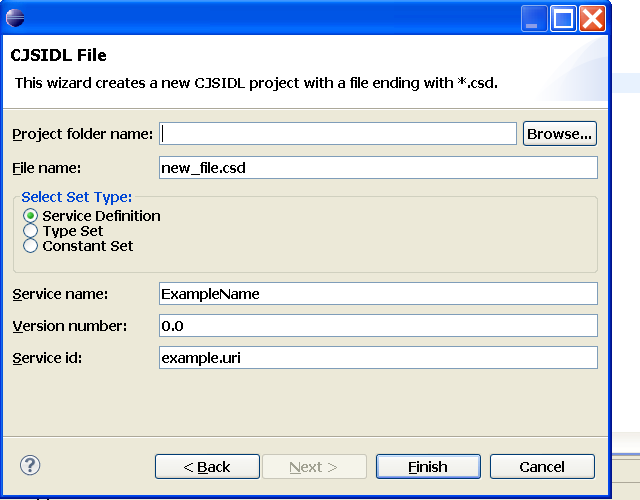 CJSIDL File
This wizard creates a new CJSIDL project with a file ending with *.csd.
Project folder name:
Browse...
File name: new_file.csd
Select Set Type:
Service Definition
Type Set
Constant Set
Service name: ExampleName
Version number: 0.0
Service id: example.uri
? < Back Next > Finish Cancel